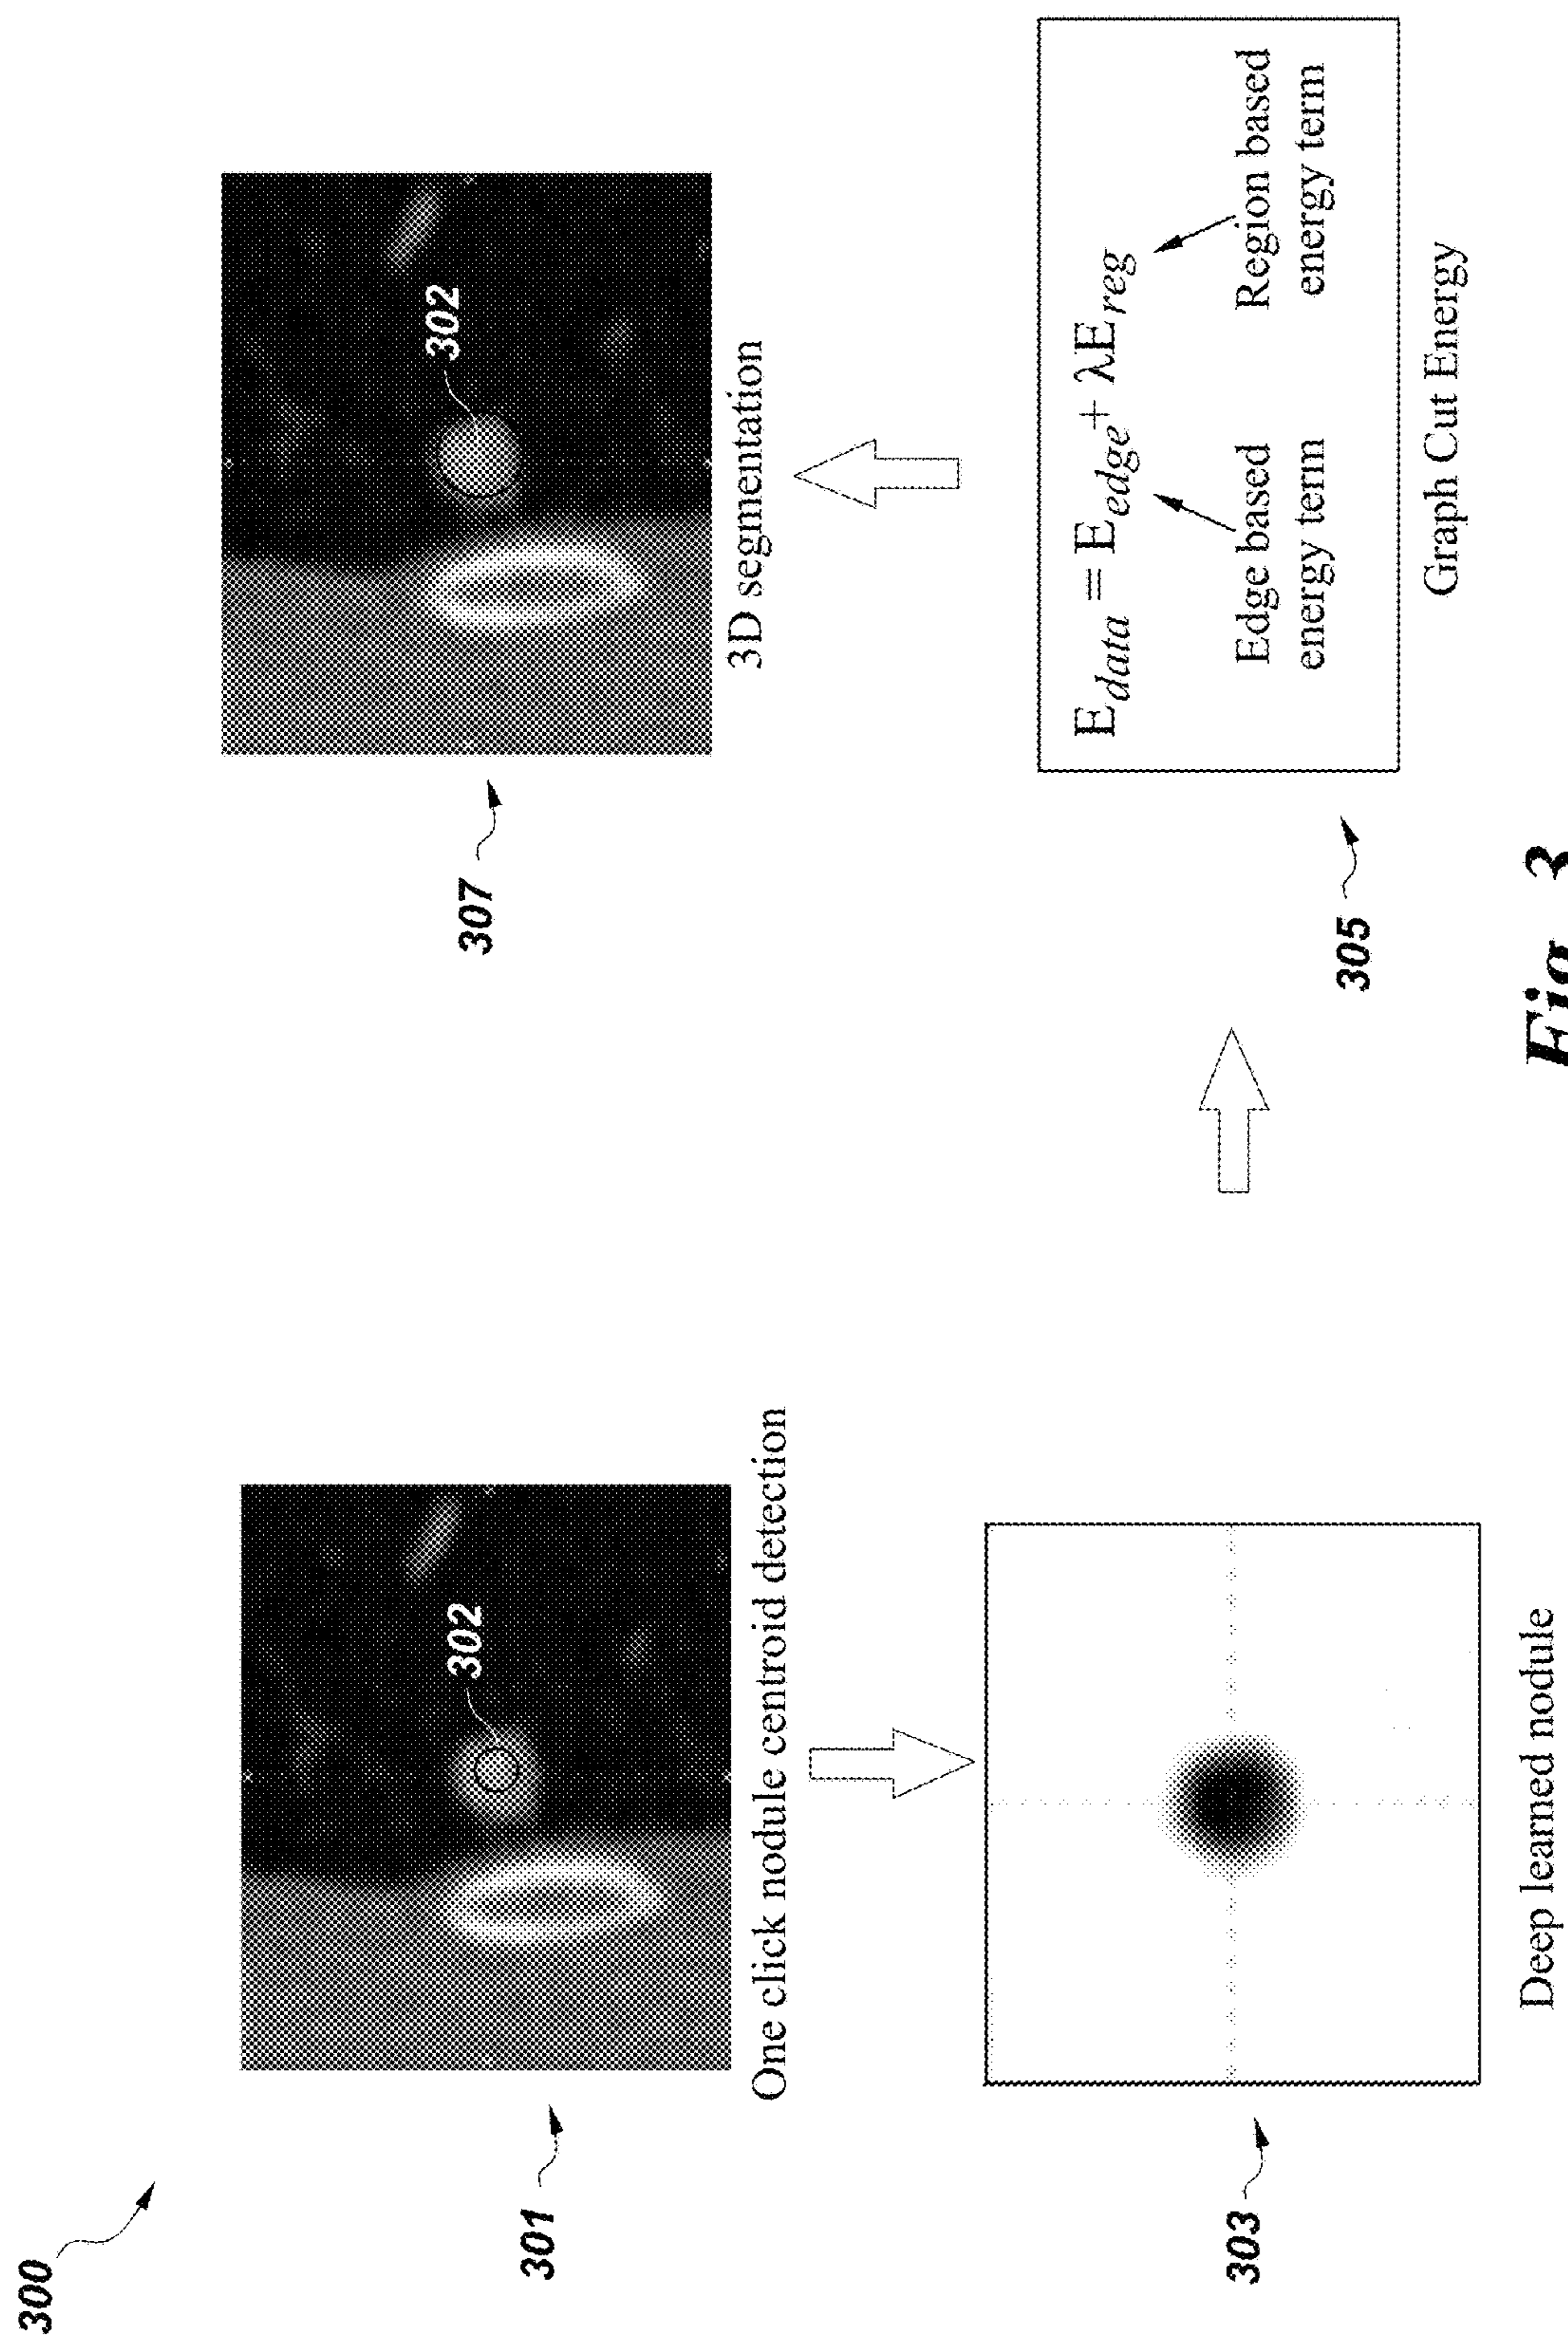 300
301
302
One click nodule centroid detection
303
Deep learned nodule
307
302
3D segmentation
305
E_data = E_edge + λE_reg
Edge based
energy term
Region based
energy term
Graph Cut Energy
Fig. 3